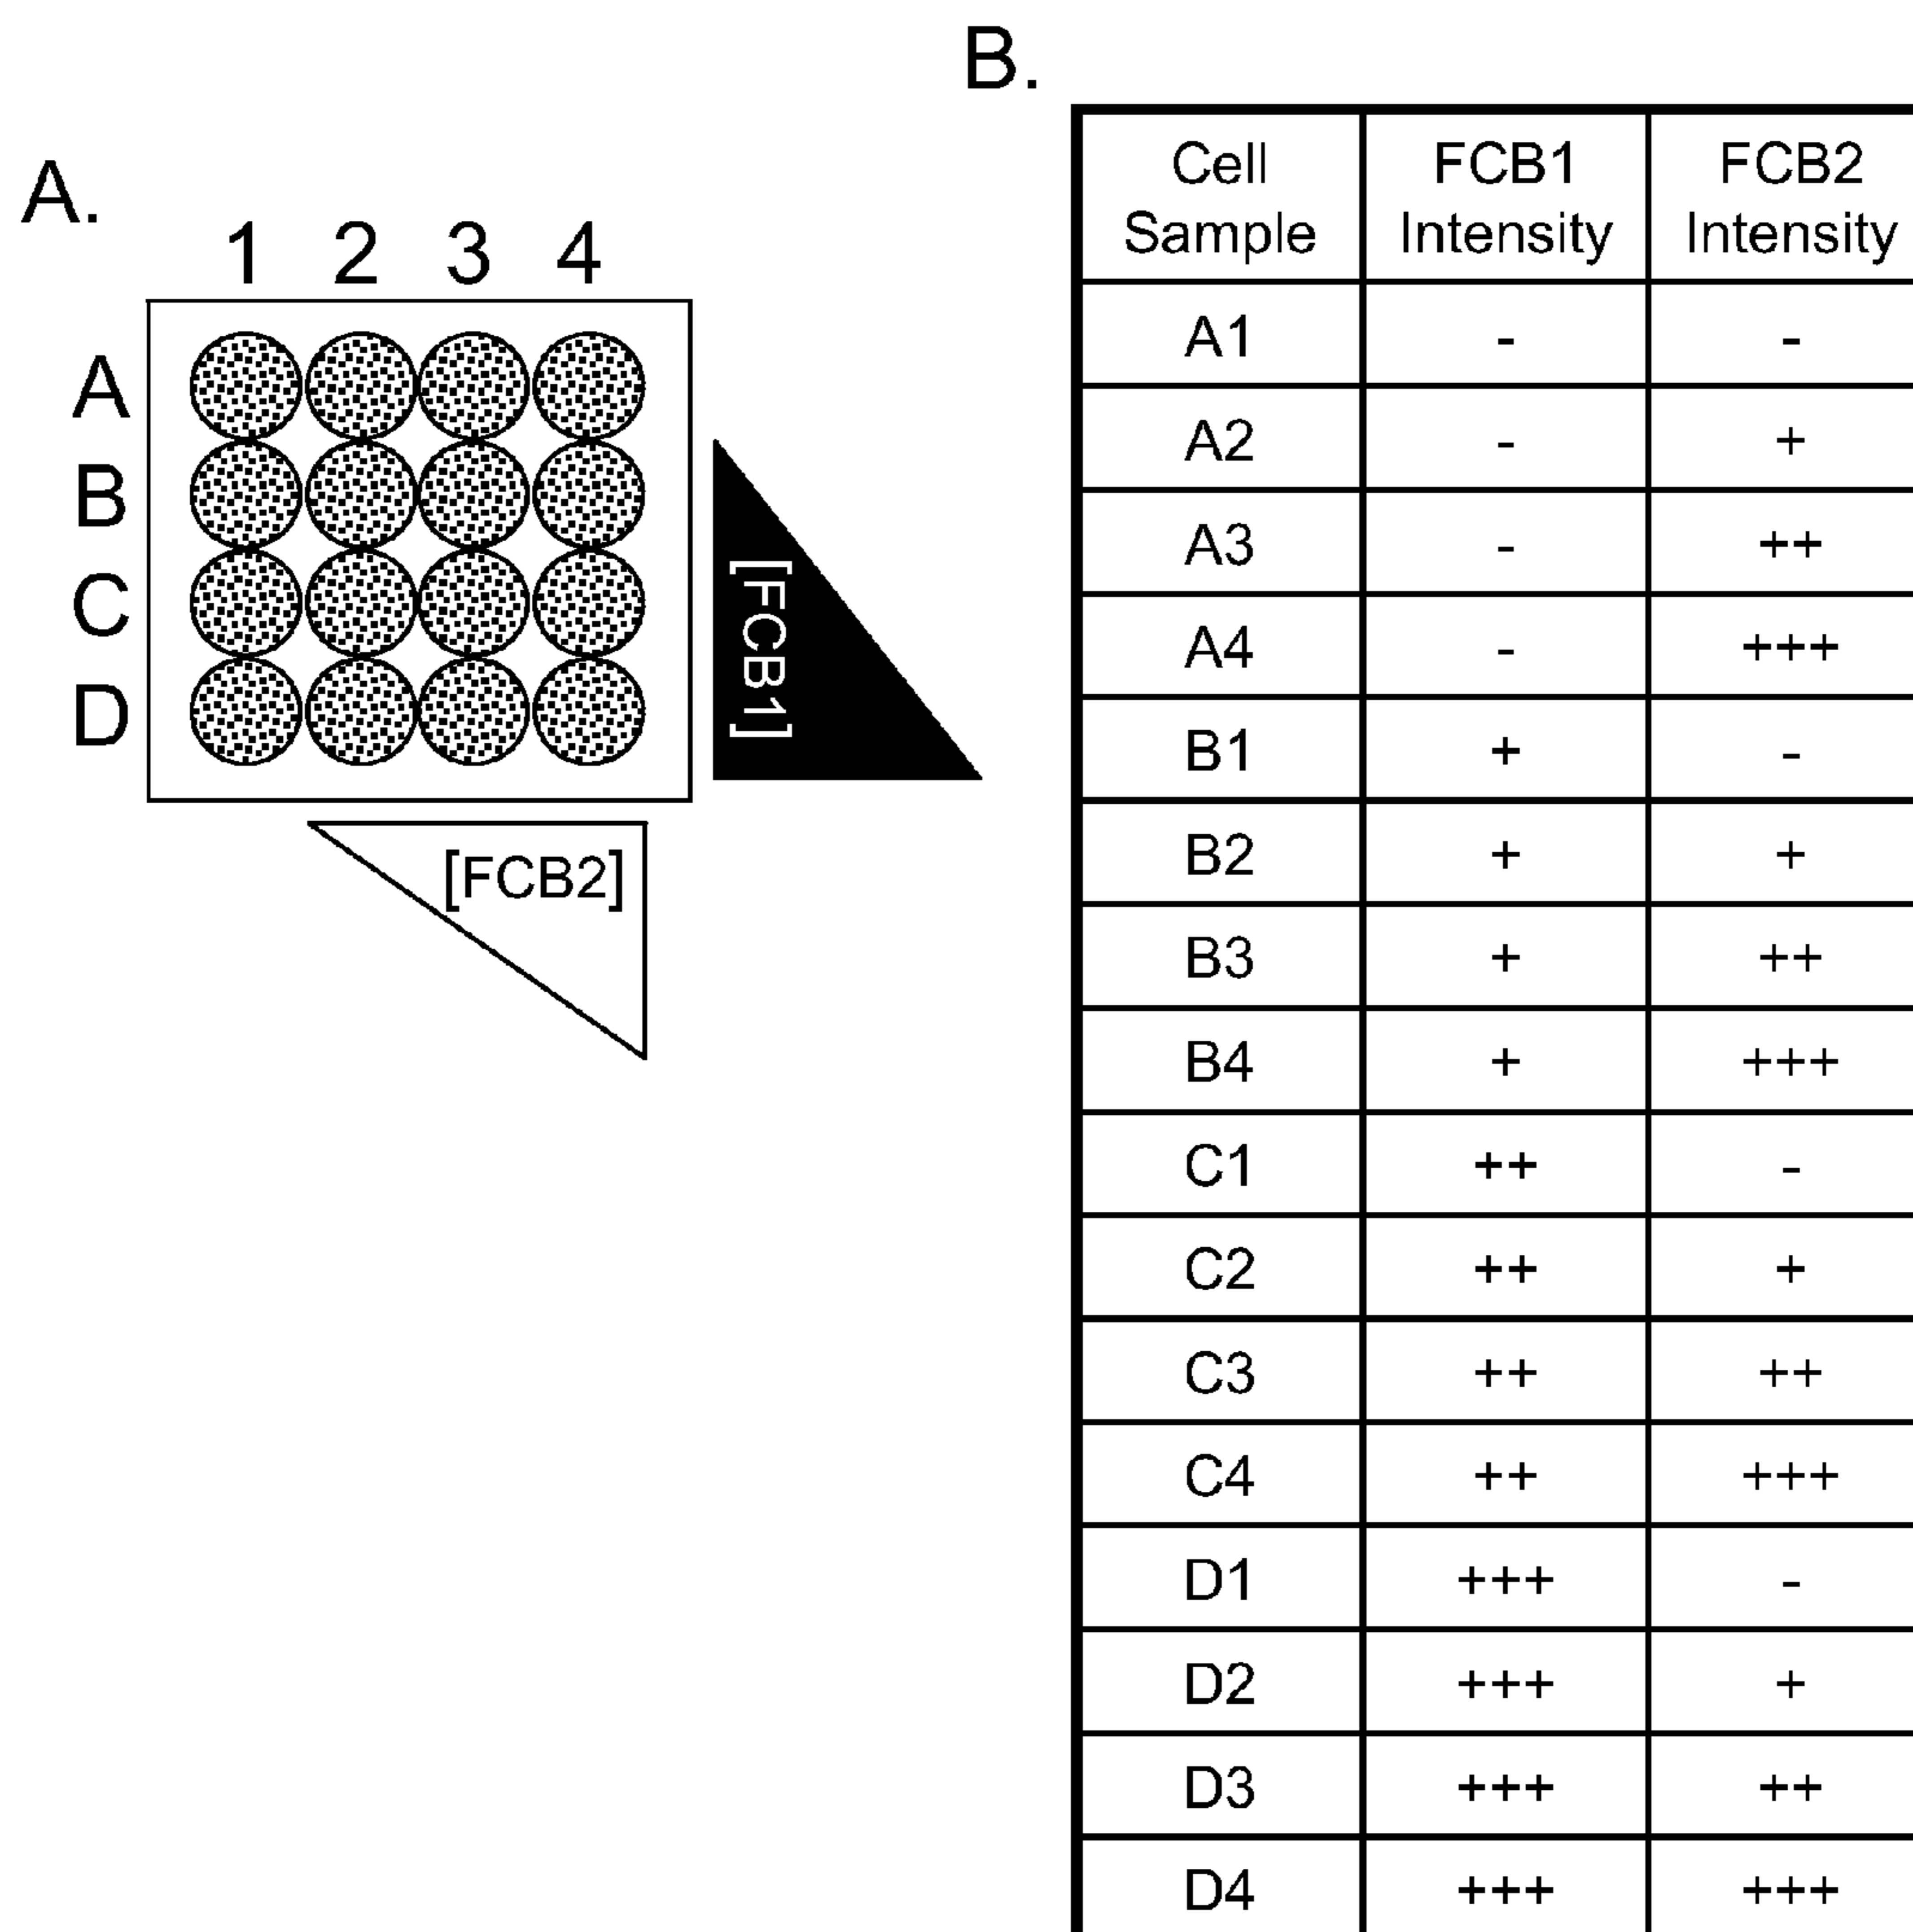 A.
1 2 3 4
A
B
C
D
[FCB1]
[FCB2]
B.
Cell Sample FCB1 Intensity FCB2 Intensity
A1 - -
A2 - +
A3 - ++
A4 - +++
B1 + -
B2 + +
B3 + ++
B4 + +++
C1 ++ -
C2 ++ +
C3 ++ ++
C4 ++ +++
D1 +++ -
D2 +++ +
D3 +++ ++
D4 +++ +++